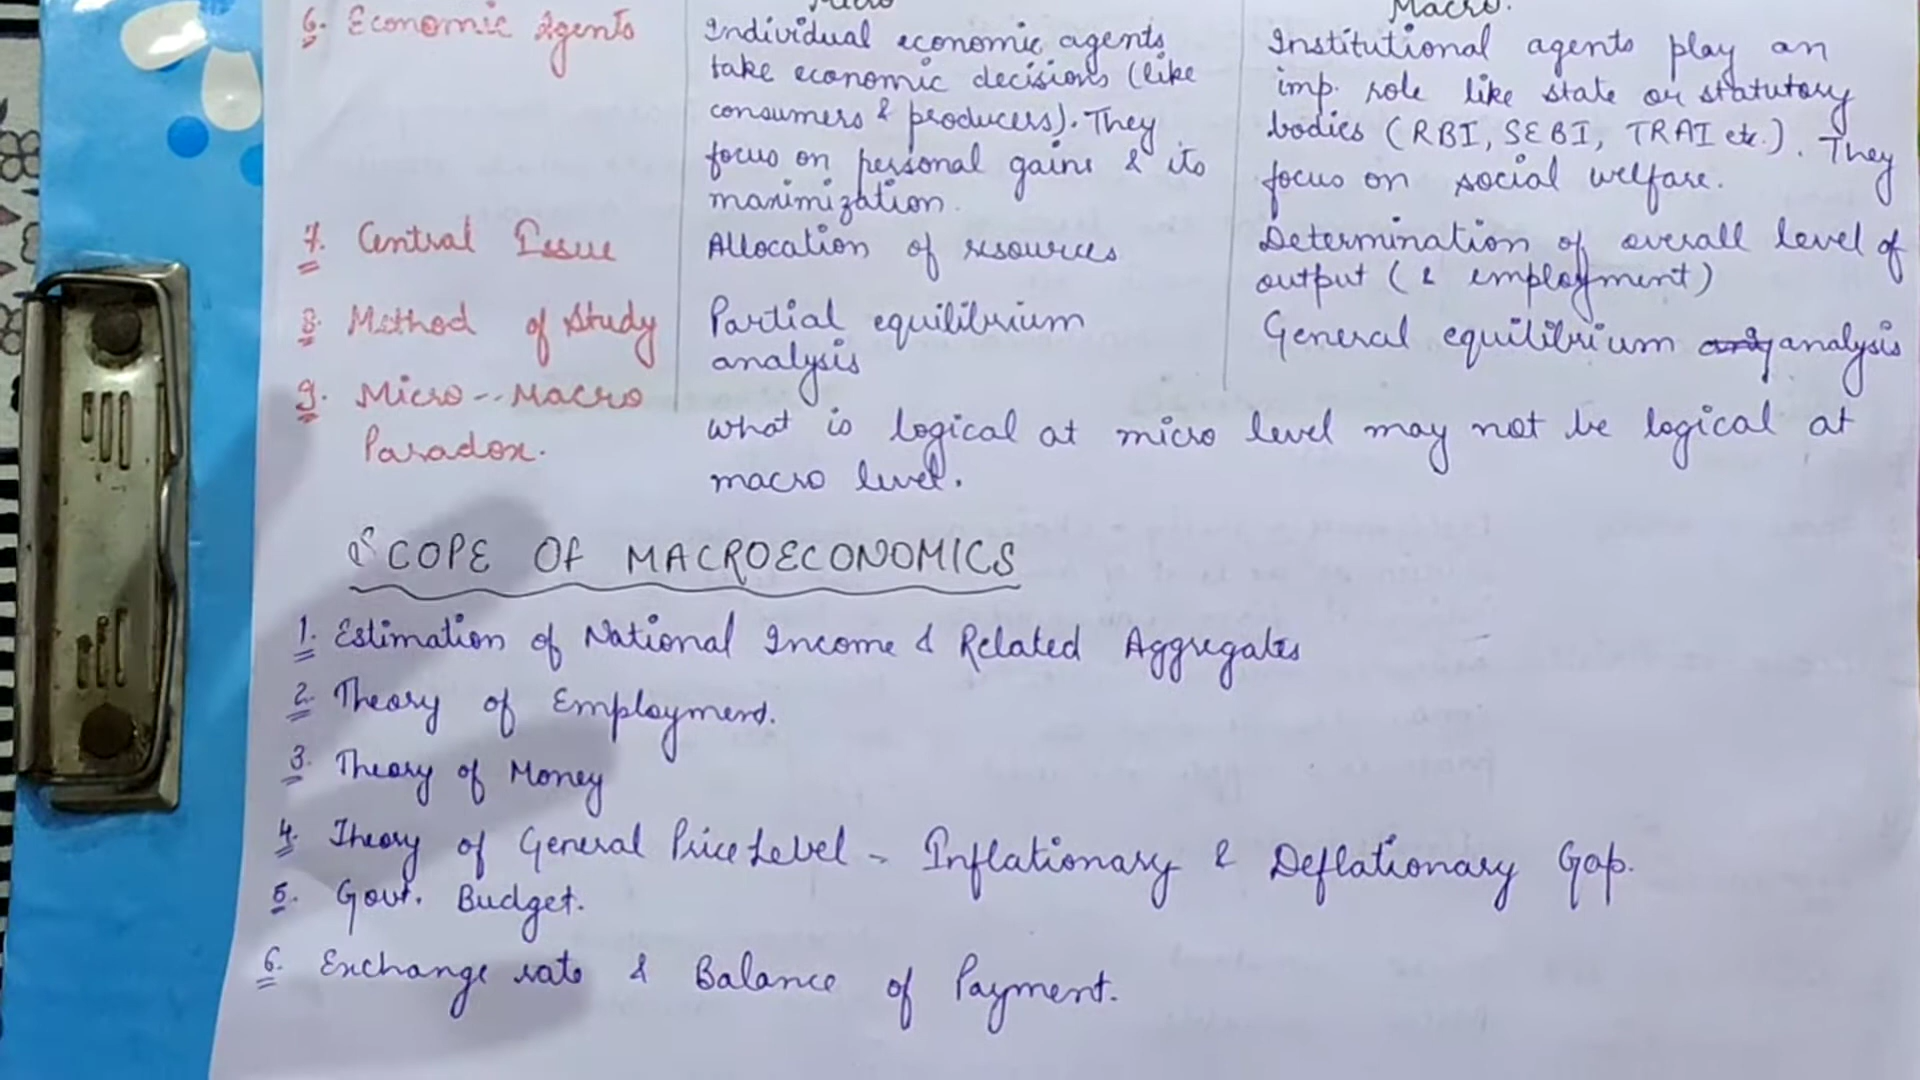 Macro.
6. Economic Agents
Individual economic agents
take economic decisions (like
consumers & producers). They
focus on personal gains & its
maximization.
Institutional agents play an
imp. role like state or statutory
bodies (RBI, SEBI, TRAI etc.). They
focus on social welfare.
7. Central Issue
Allocation of resources
Determination of overall level of
output (& employment)
8. Method of Study
Partial equilibrium
analysis
General equilibrium analysis
9. Micro--Macro
Paradox.
What is logical at micro level may not be logical at
macro level.
SCOPE OF MACROECONOMICS
1. Estimation of National Income & Related Aggregates
2. Theory of Employment.
3. Theory of Money
4. Theory of General Price Level - Inflationary & Deflationary Gap.
5. Govt. Budget.
6. Exchange rate & Balance of Payment.